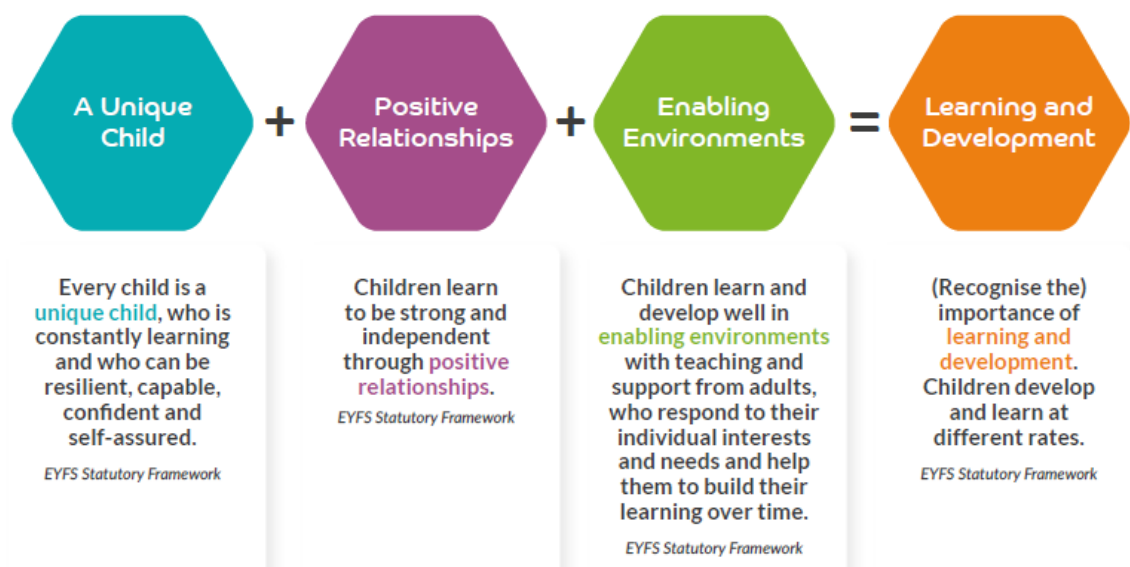 A Unique
Child
+
Positive
Relationships
+
Enabling
Environments
=
Learning and
Development
Every child is a
unique child, who is
constantly learning
and who can be
resilient, capable,
confident and
self-assured.
EYFS Statutory Framework
Children learn
to be strong and
independent
through positive
relationships.
EYFS Statutory Framework
Children learn and
develop well in
enabling environments
with teaching and
support from adults,
who respond to their
individual interests
and needs and help
them to build their
learning over time.
EYFS Statutory Framework
(Recognise the)
importance of
learning and
development.
Children develop
and learn at
different rates.
EYFS Statutory Framework